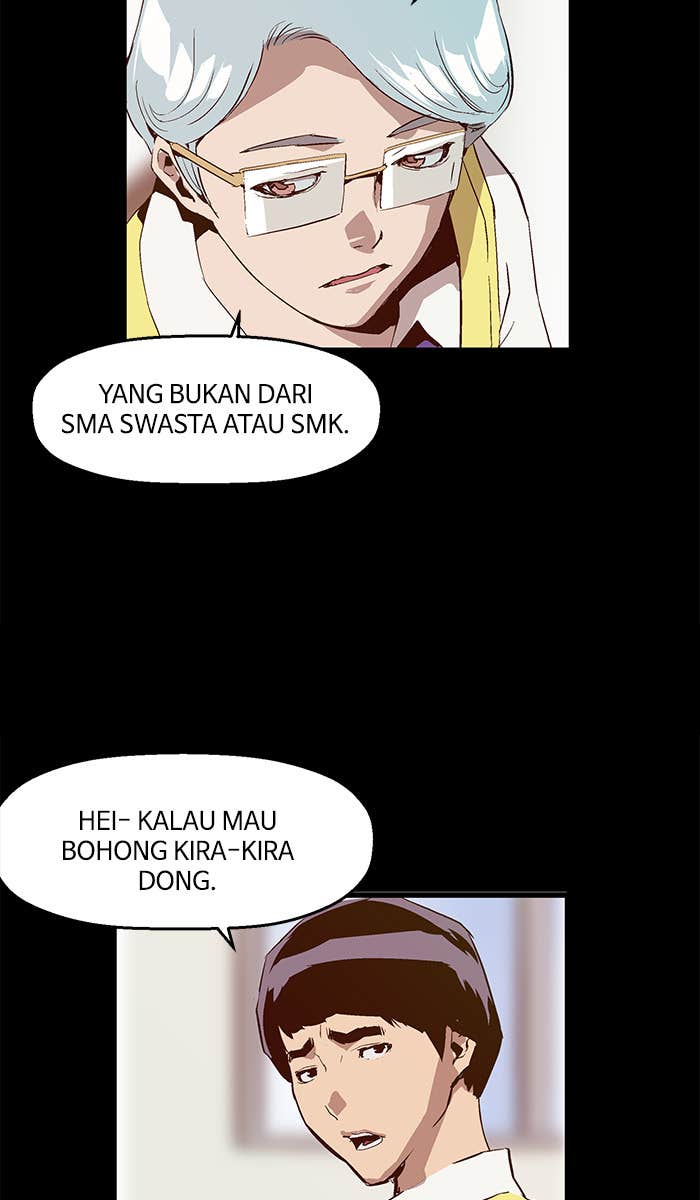 YANG BUKAN DARI
SMA SWASTA ATAU SMK.
HEI- KALAU MAU
BOHONG KIRA-KIRA
DONG.